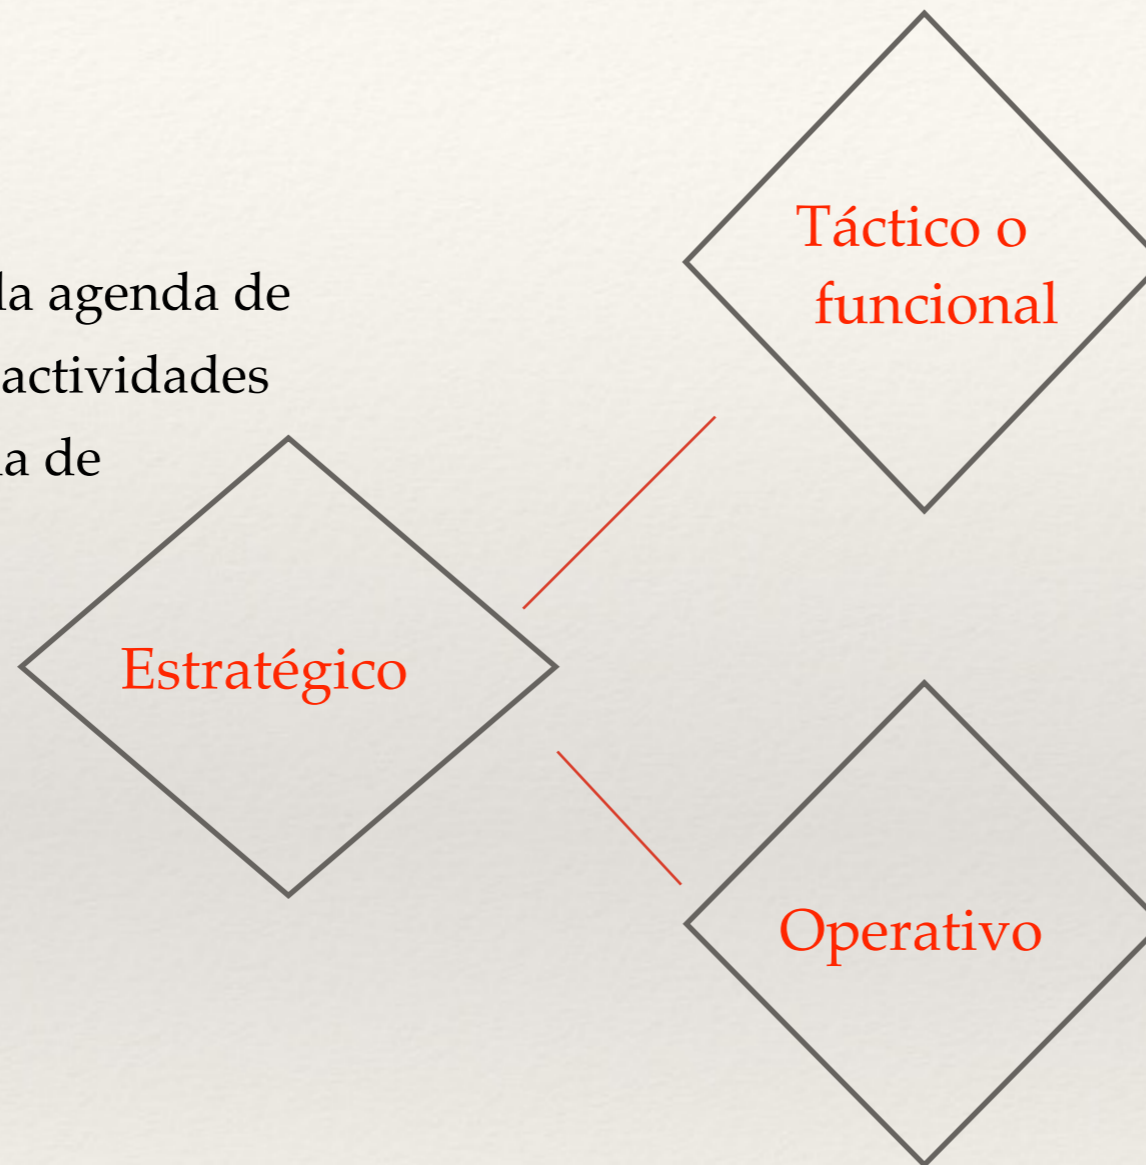 la agenda de
actividades
a de
Táctico o
funcional
Estratégico
Operativo